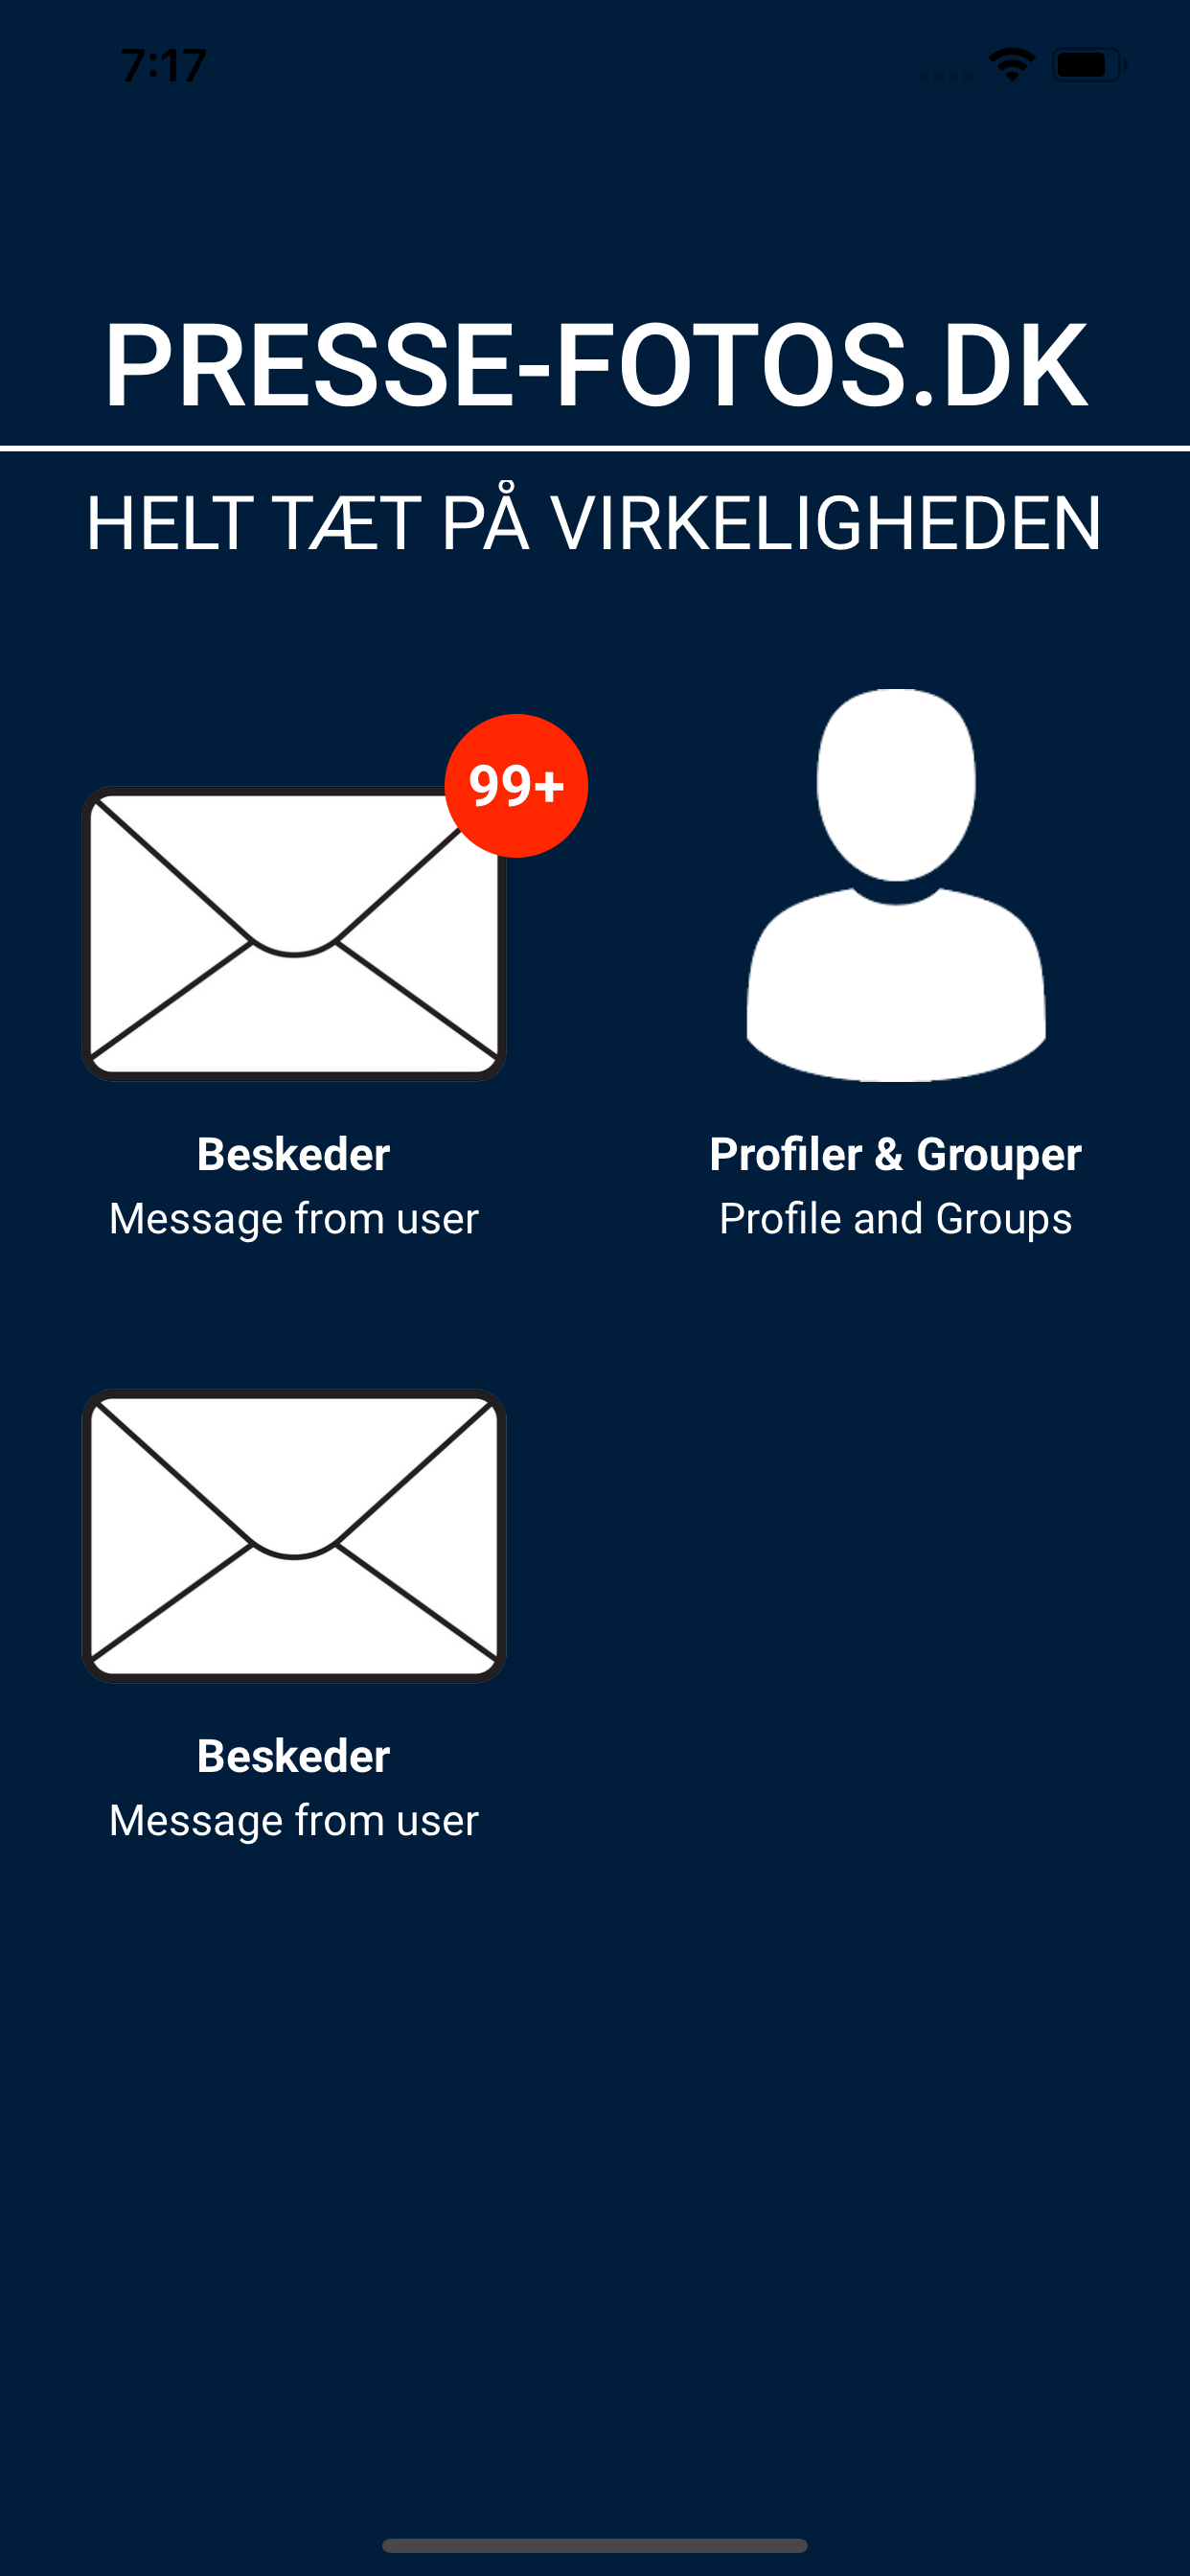 7:17
PRESSE-FOTOS.DK
HELT TÆT PÅ VIRKELIGHEDEN
99+
Beskeder
Message from user
Profiler & Grouper
Profile and Groups
Beskeder
Message from user